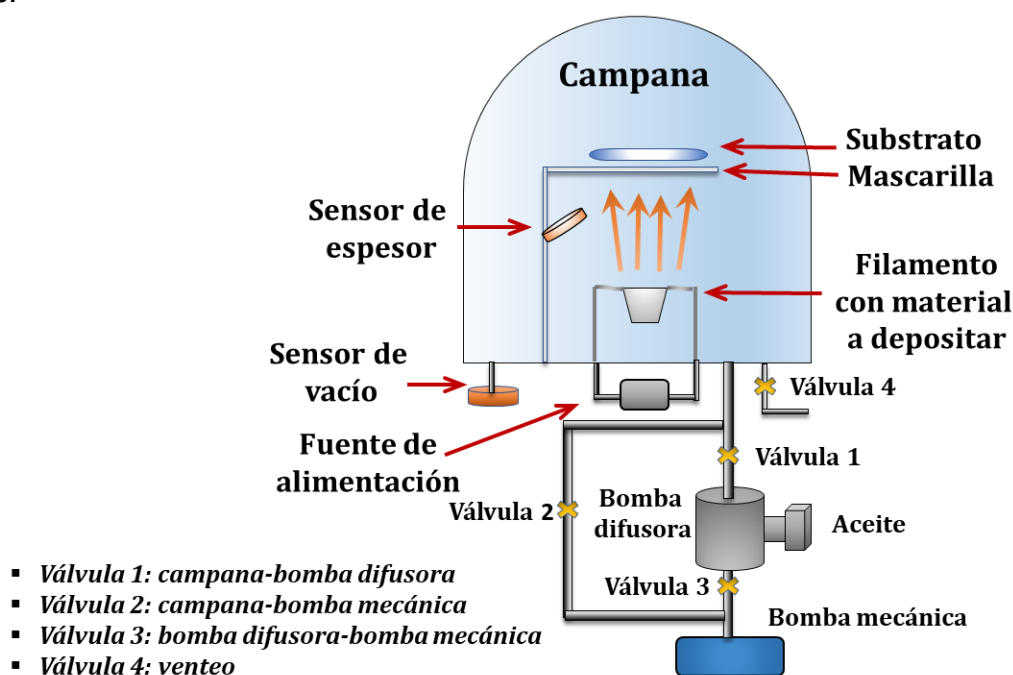 Campana
Substrato
Mascarilla
Sensor de
espesor
Filamento
con material
a depositar
Sensor de
vacío
Válvula 4
Fuente de
alimentación
Válvula 1
Válvula 2
Bomba
difusora
Aceite
Válvula 3
Bomba mecánica
▪ Válvula 1: campana-bomba difusora
▪ Válvula 2: campana-bomba mecánica
▪ Válvula 3: bomba difusora-bomba mecánica
▪ Válvula 4: venteo